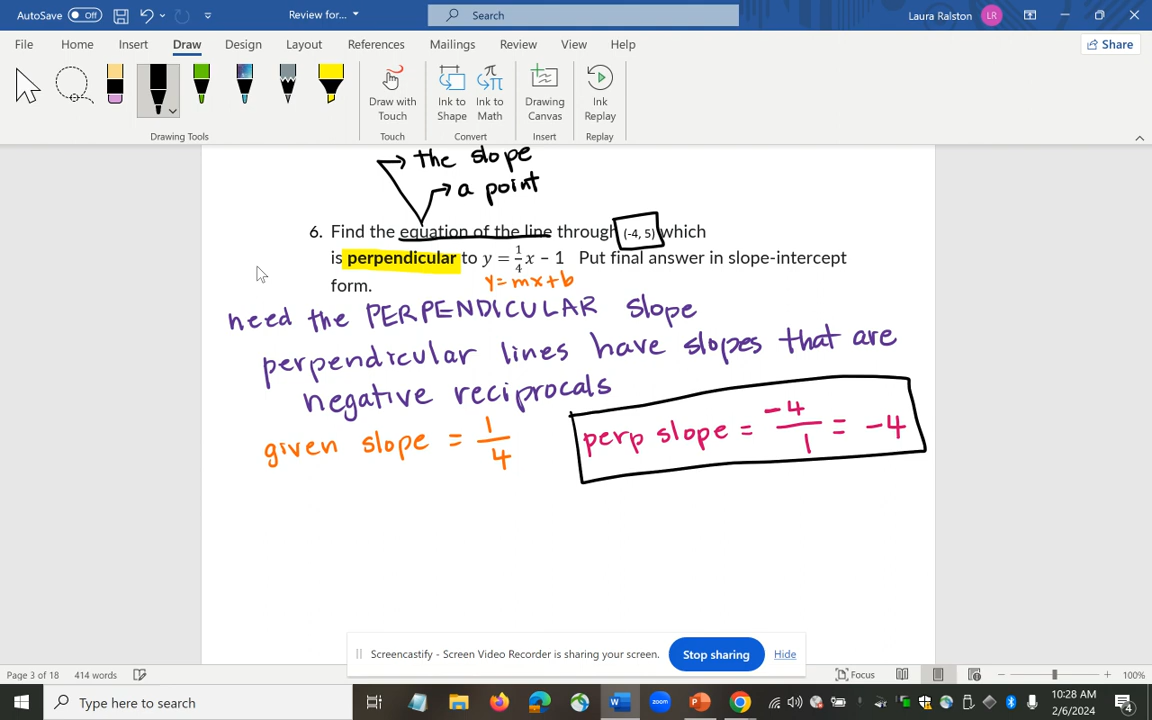 AutoSave Off Review for... Search Laura Ralston LR
File Home Insert Draw Design Layout References Mailings Review View Help Share
Draw with Touch Ink to Shape Ink to Math Drawing Canvas Ink Replay
Drawing Tools Touch Convert Insert Replay
the slope
a point
6. Find the equation of the line through (-4, 5) which
is perpendicular to y = 1/4 x – 1 Put final answer in slope-intercept
y = mx + b
form.
need the PERPENDICULAR slope
perpendicular lines have slopes that are
negative reciprocals
given slope = 1/4
perp slope = -4/1 = -4
Screencastify - Screen Video Recorder is sharing your screen. Stop sharing Hide
Page 3 of 18 414 words Focus 100%
Type here to search zoom 10:28 AM
2/6/2024 4